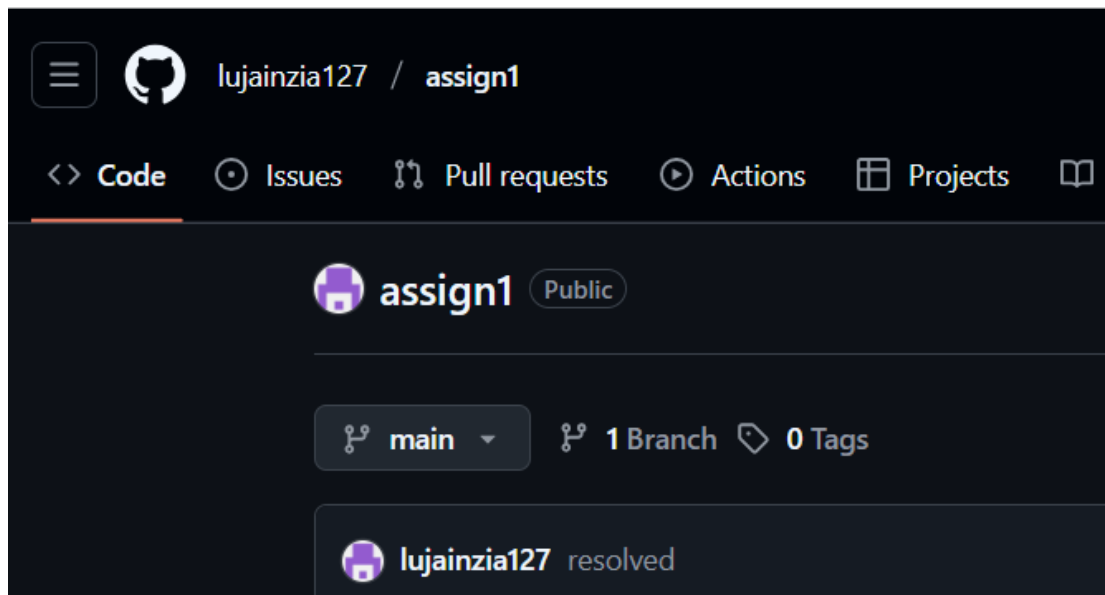 lujainzia127 / assign1
<> Code Issues Pull requests Actions Projects
assign1 Public
main 1 Branch 0 Tags
lujainzia127 resolved